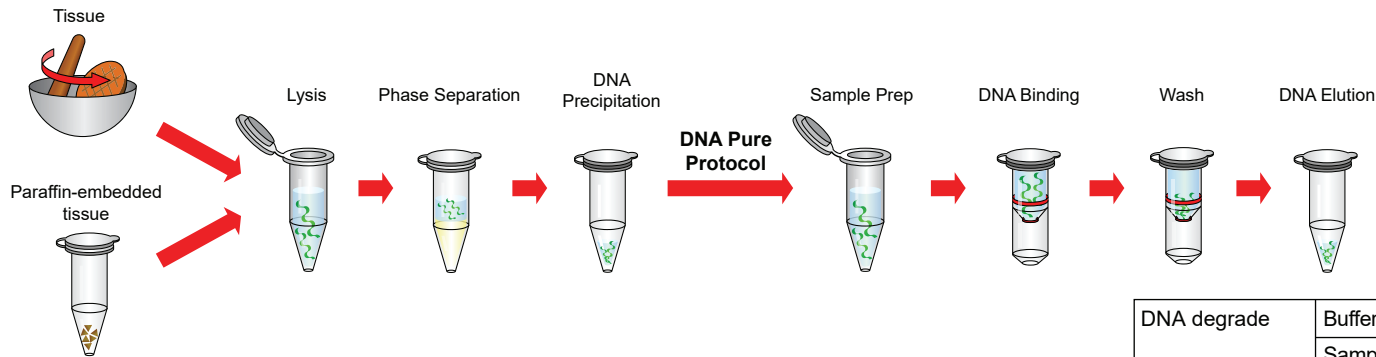 Tissue
Paraffin-embedded
tissue
Lysis
Phase Separation
DNA
Precipitation
DNA Pure
Protocol
Sample Prep
DNA Binding
Wash
DNA Elution
DNA degrade
Buffer
Samp